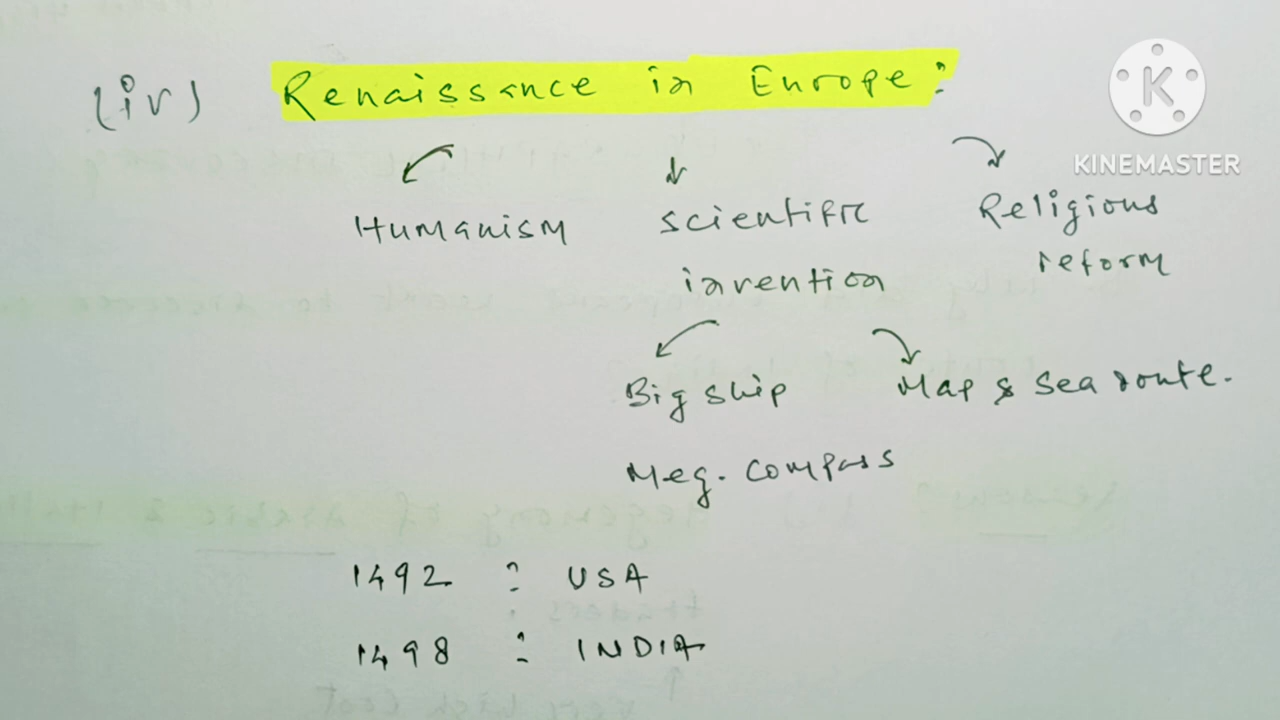 (iv) Renaissance in Europe:
Humanism
scientific
invention
Religious
reform
Big ship
Map & Sea route.
Meg. Compass
1492 : USA
1498 : INDIA
K
KINEMASTER